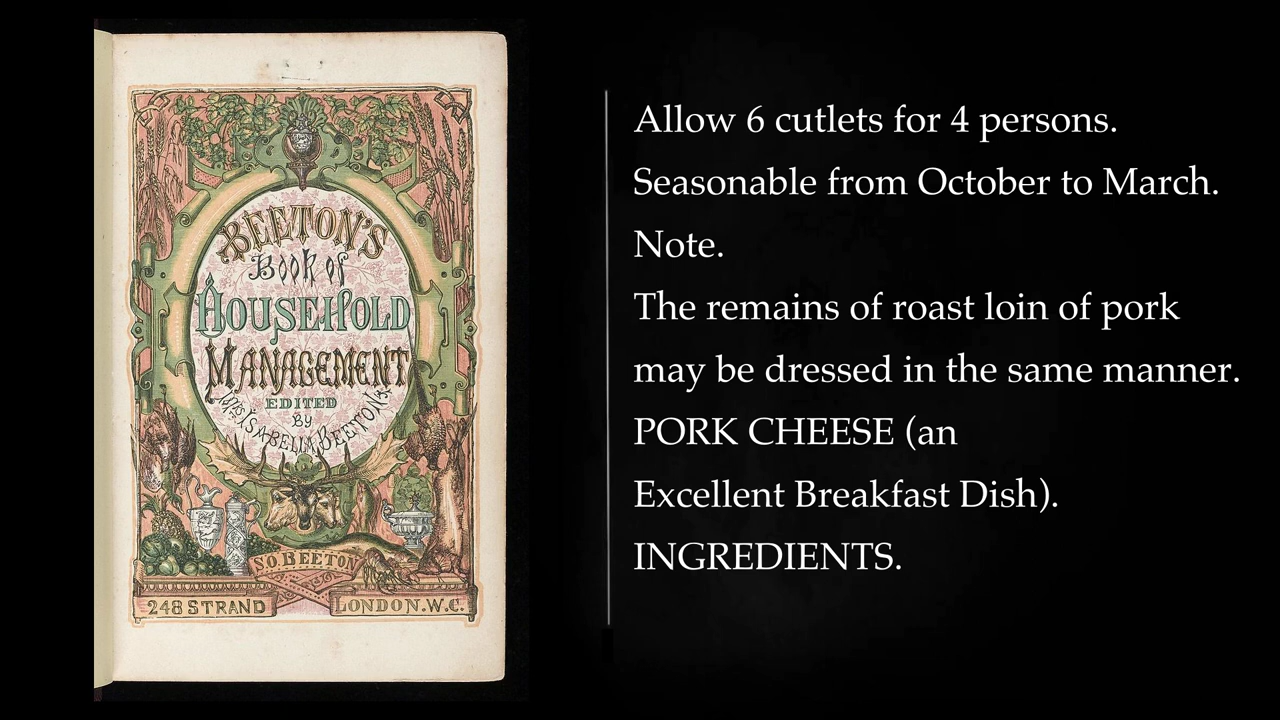 BEETON'S
Book of
HOUSEHOLD
MANAGEMENT
EDITED
BY
MRS ISABELLA BEETON.
S.O. BEETON
248 STRAND
LONDON. W.C.
Allow 6 cutlets for 4 persons.
Seasonable from October to March.
Note.
The remains of roast loin of pork
may be dressed in the same manner.
PORK CHEESE (an
Excellent Breakfast Dish).
INGREDIENTS.